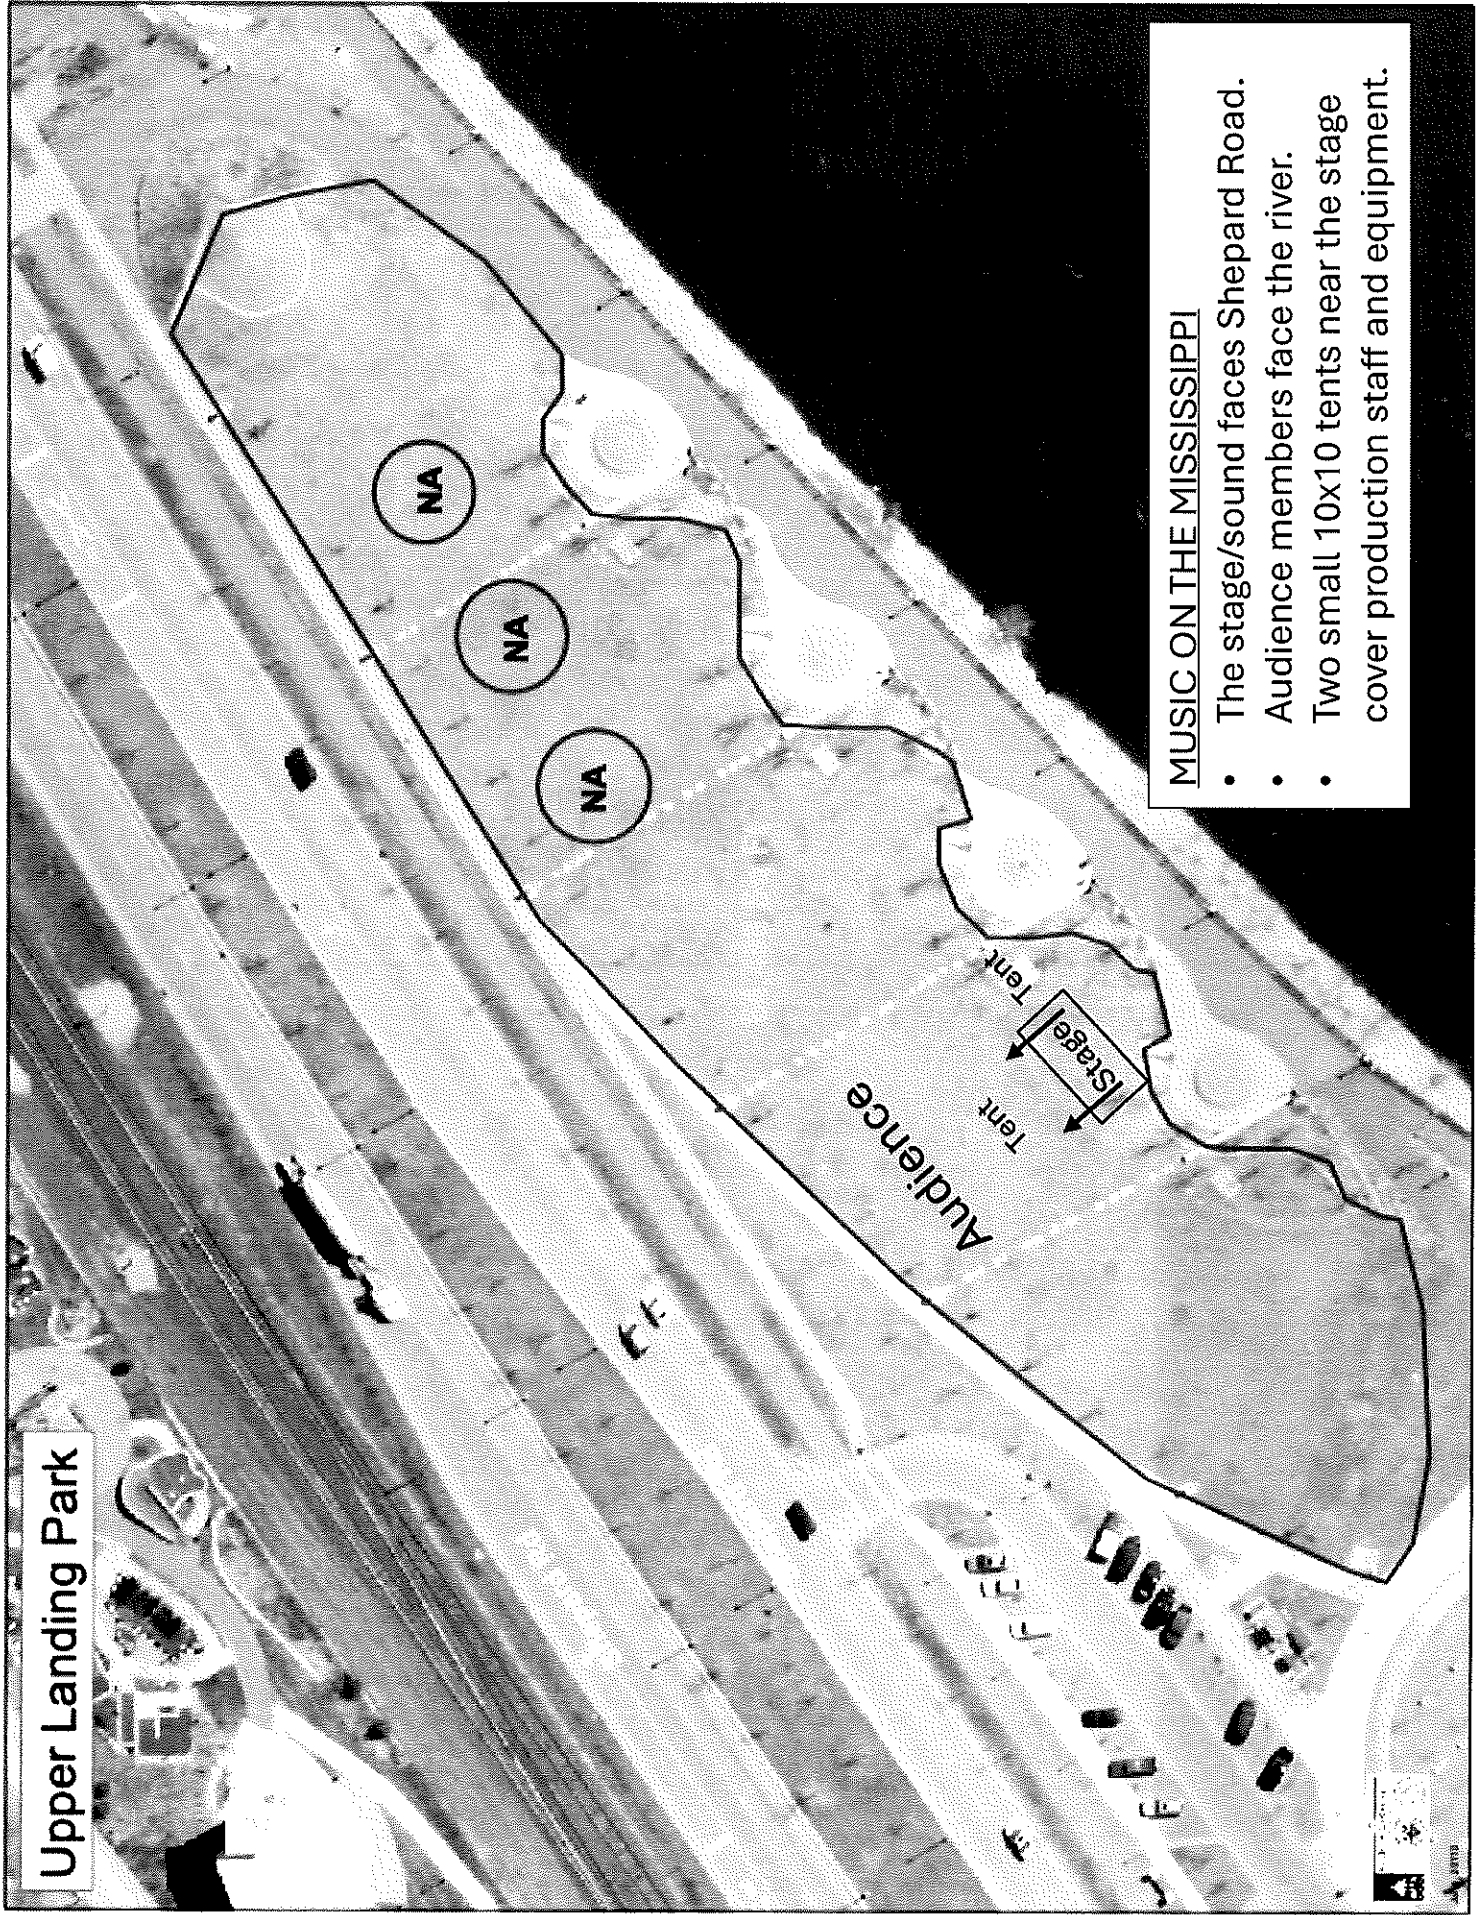 Upper Landing Park
NA
NA
NA
Audience
Tent
Stage
Tent
MUSIC ON THE MISSISSIPPI
• The stage/sound faces Shepard Road.
• Audience members face the river.
• Two small 10x10 tents near the stage
cover production staff and equipment.